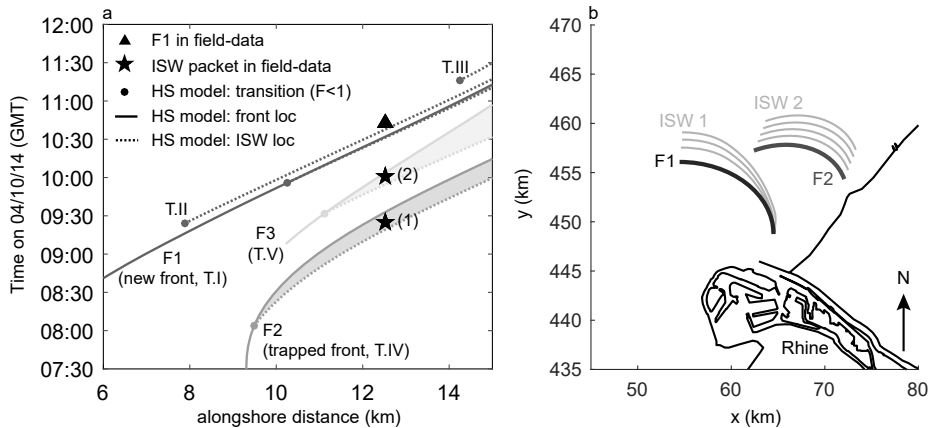 a
12:00
11:30
11:00
10:30
10:00
09:30
09:00
08:30
08:00
07:30
Time on 04/10/14 (GMT)
F1 in field-data
ISW packet in field-data
HS model: transition (F<1)
HS model: front loc
HS model: ISW loc
T.III
T.II
(2)
(1)
F3
(T.V)
F1
(new front, T.I)
F2
(trapped front, T.IV)
6
8
10
12
14
alongshore distance (km)
b
470
465
460
455
450
445
440
435
y (km)
ISW 1
ISW 2
F1
F2
N
Rhine
50
60
70
80
x (km)